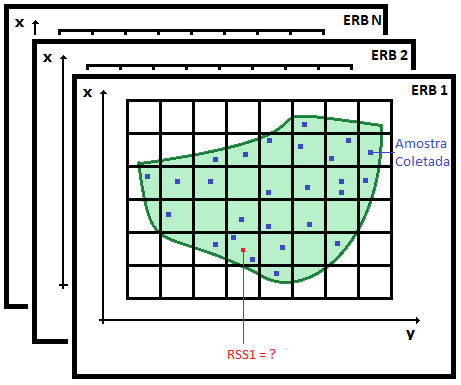 x
ERB N
x
ERB 2
x
ERB 1
Amostra
Coletada
y
RSS1 = ?